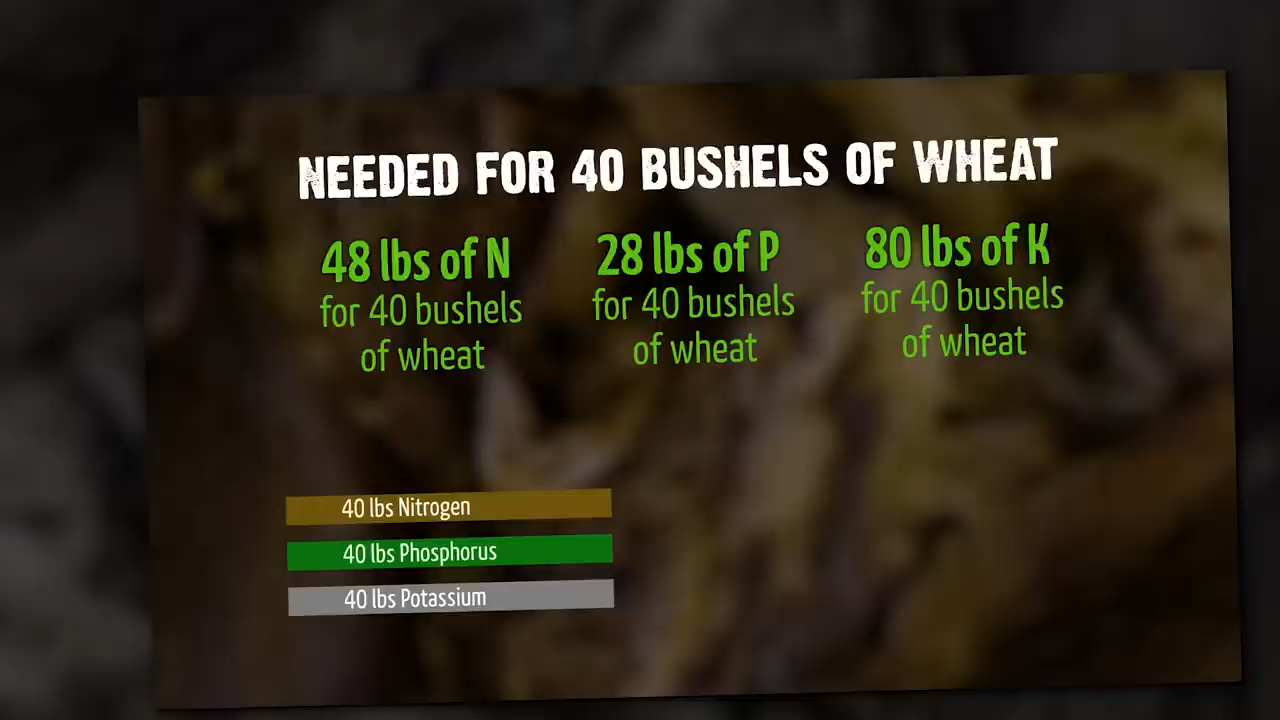 NEEDED FOR 40 BUSHELS OF WHEAT
48 lbs of N
for 40 bushels
of wheat
28 lbs of P
for 40 bushels
of wheat
80 lbs of K
for 40 bushels
of wheat
40 lbs Nitrogen
40 lbs Phosphorus
40 lbs Potassium